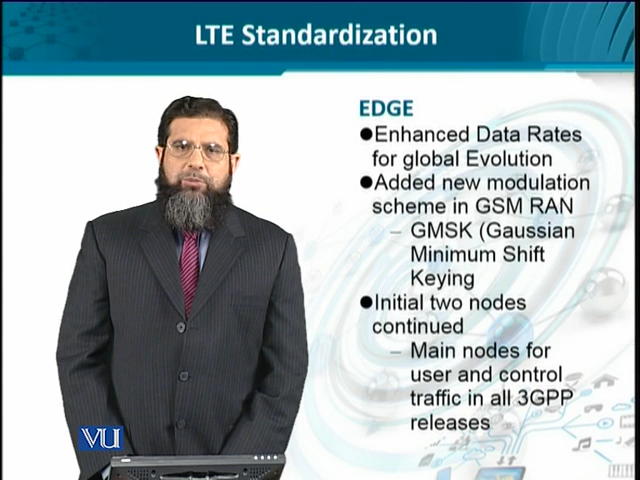 LTE Standardization
EDGE
●Enhanced Data Rates
for global Evolution
●Added new modulation
scheme in GSM RAN
– GMSK (Gaussian
Minimum Shift
Keying
●Initial two nodes
continued
– Main nodes for
user and control
traffic in all 3GPP
releases
VU